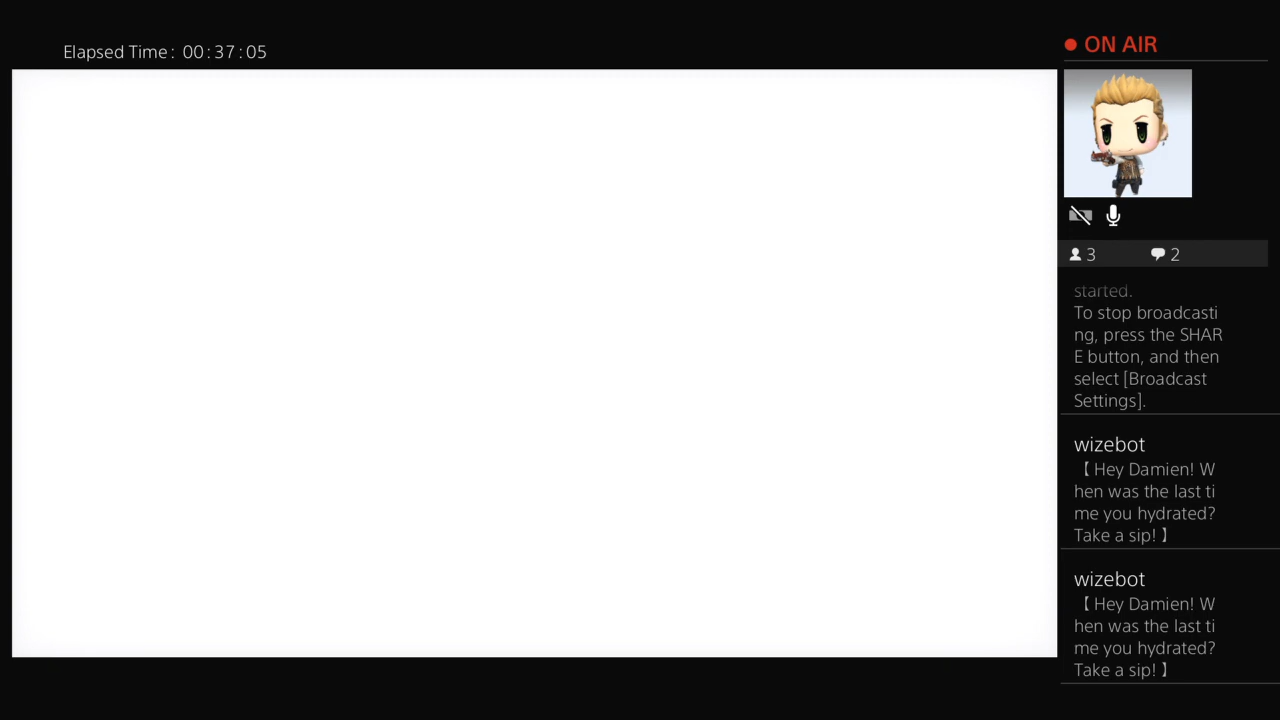 Elapsed Time: 00:37:05
ON AIR
3 2
started.
To stop broadcasti
ng, press the SHAR
E button, and then
select [Broadcast
Settings].
wizebot
【Hey Damien! W
hen was the last ti
me you hydrated?
Take a sip!】
wizebot
【Hey Damien! W
hen was the last ti
me you hydrated?
Take a sip!】